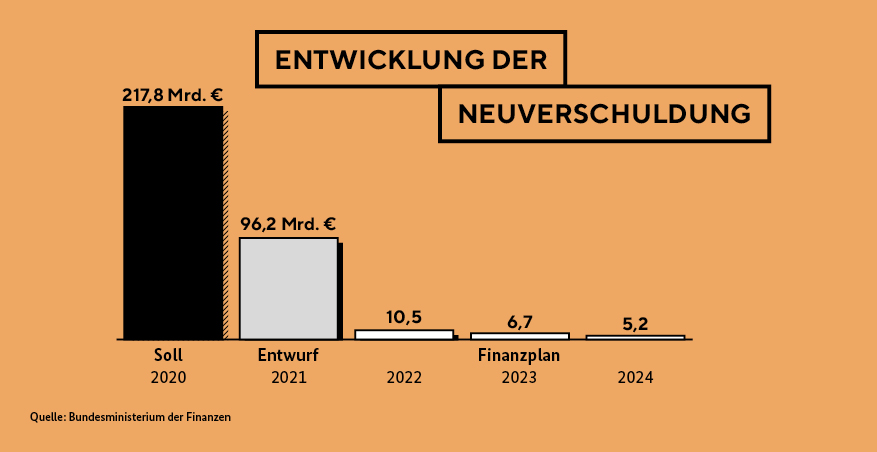 ENTWICKLUNG DER
NEUVERSCHULDUNG
217,8 Mrd. €
96,2 Mrd. €
10,5
6,7
5,2
Soll
Entwurf
Finanzplan
2020
2021
2022
2023
2024
Quelle: Bundesministerium der Finanzen